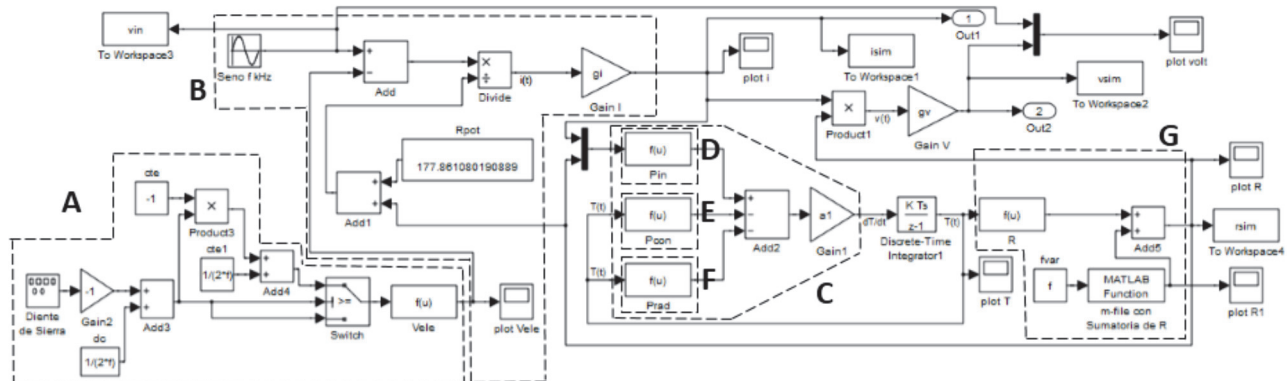 vin
To Workspace3
B
Seno f kHz
+
−
Add
×
÷
Divide
i(t)
gi
Gain I
plot i
1
Out1
isim
To Workspace1
plot volt
vsim
To Workspace2
×
Product1
v(t)
gv
Gain V
2
Out2
G
Rpot
177.861080190889
+
+
Add1
D
f(u)
Pin
T(t)
E
f(u)
Pcon
T(t)
F
f(u)
Prad
+
−
−
Add2
a1
Gain1
C
dT/dt
K Ts
z-1
Discrete-Time
Integrator1
T(t)
plot T
f(u)
R
+
+
Add5
fvar
f
MATLAB
Function
m-file con
Sumatoria de R
plot R
rsim
To Workspace4
plot R1
A
cte
-1
×
Product3
cte1
1/(2*f)
+
+
Add4
Diente
de Sierra
-1
Gain2
dc
1/(2*f)
+
+
Add3
>=
Switch
f(u)
Vele
plot Vele